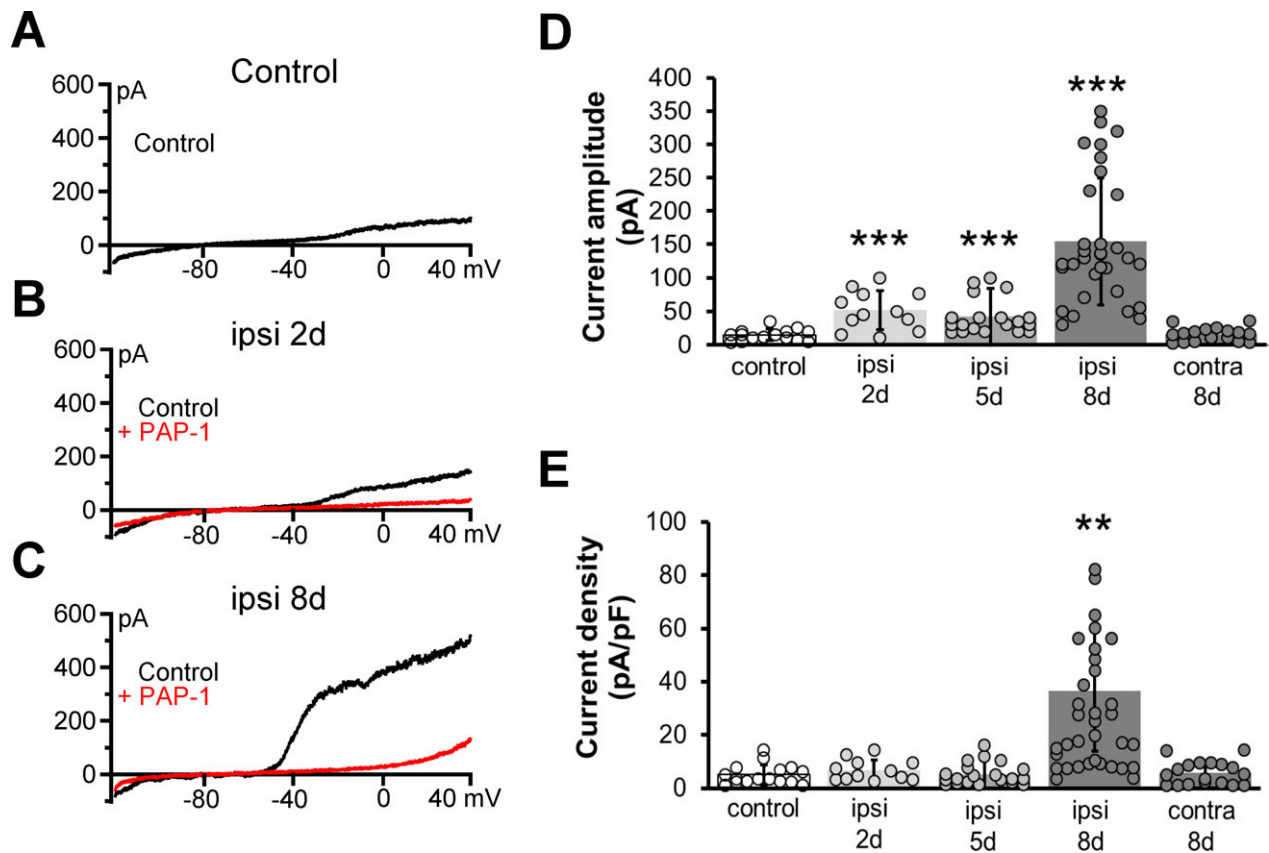 A
Control
600
pA
400
Control
200
0
-80 -40 0 40 mV
B
ipsi 2d
600
pA
400
Control
+ PAP-1
200
0
-80 -40 0 40 mV
C
ipsi 8d
600
pA
400
Control
+ PAP-1
200
0
-80 -40 0 40 mV
D
Current amplitude
(pA)
400
350
300
250
200
150
100
50
0
*** *** ***
control ipsi ipsi ipsi contra
2d 5d 8d 8d
E
Current density
(pA/pF)
100
80
60
40
20
0
**
control ipsi ipsi ipsi contra
2d 5d 8d 8d